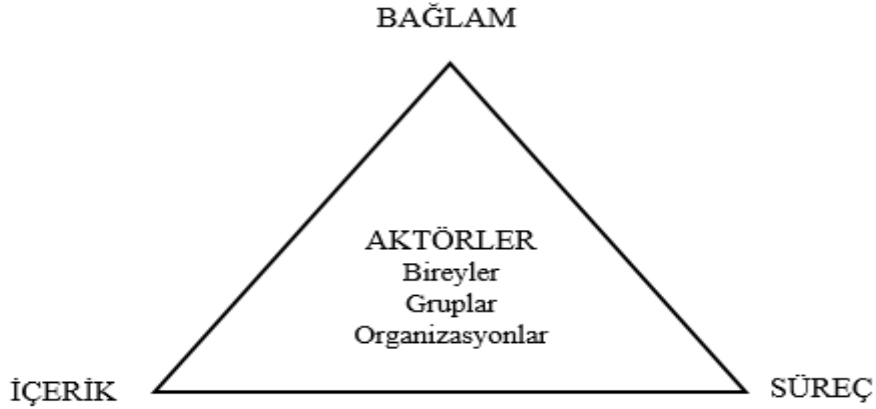 BAĞLAM
AKTÖRLER
Bireyler
Gruplar
Organizasyonlar
İÇERİK
SÜREÇ